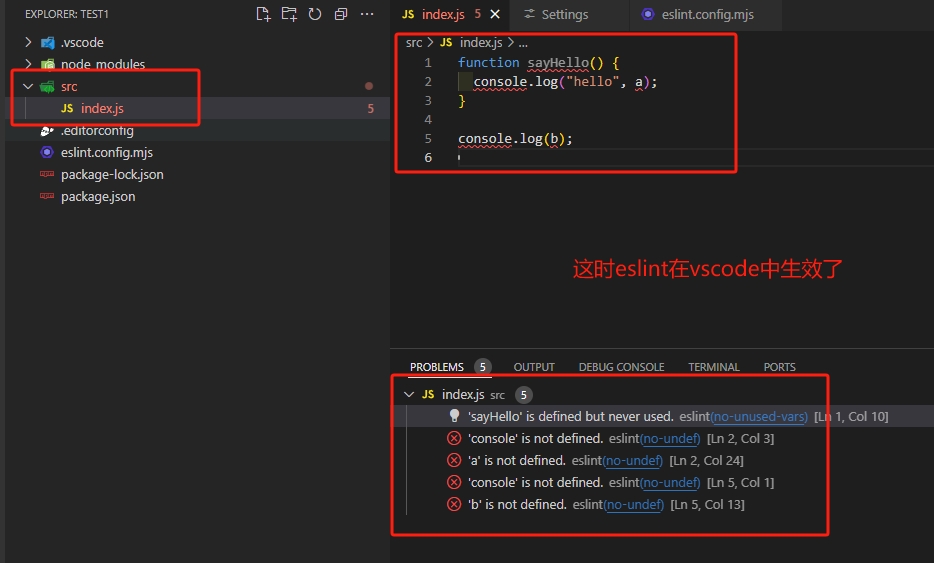 EXPLORER: TEST1
.vscode
node_modules
src
JS index.js 5
.editorconfig
eslint.config.mjs
package-lock.json
package.json
JS index.js 5 Settings eslint.config.mjs
src > JS index.js > ...
1 function sayHello() {
2 console.log("hello", a);
3 }
4
5 console.log(b);
6
这时eslint在vscode中生效了
PROBLEMS 5 OUTPUT DEBUG CONSOLE TERMINAL PORTS
JS index.js src 5
'sayHello' is defined but never used. eslint(no-unused-vars) [Ln 1, Col 10]
'console' is not defined. eslint(no-undef) [Ln 2, Col 3]
'a' is not defined. eslint(no-undef) [Ln 2, Col 24]
'console' is not defined. eslint(no-undef) [Ln 5, Col 1]
'b' is not defined. eslint(no-undef) [Ln 5, Col 13]